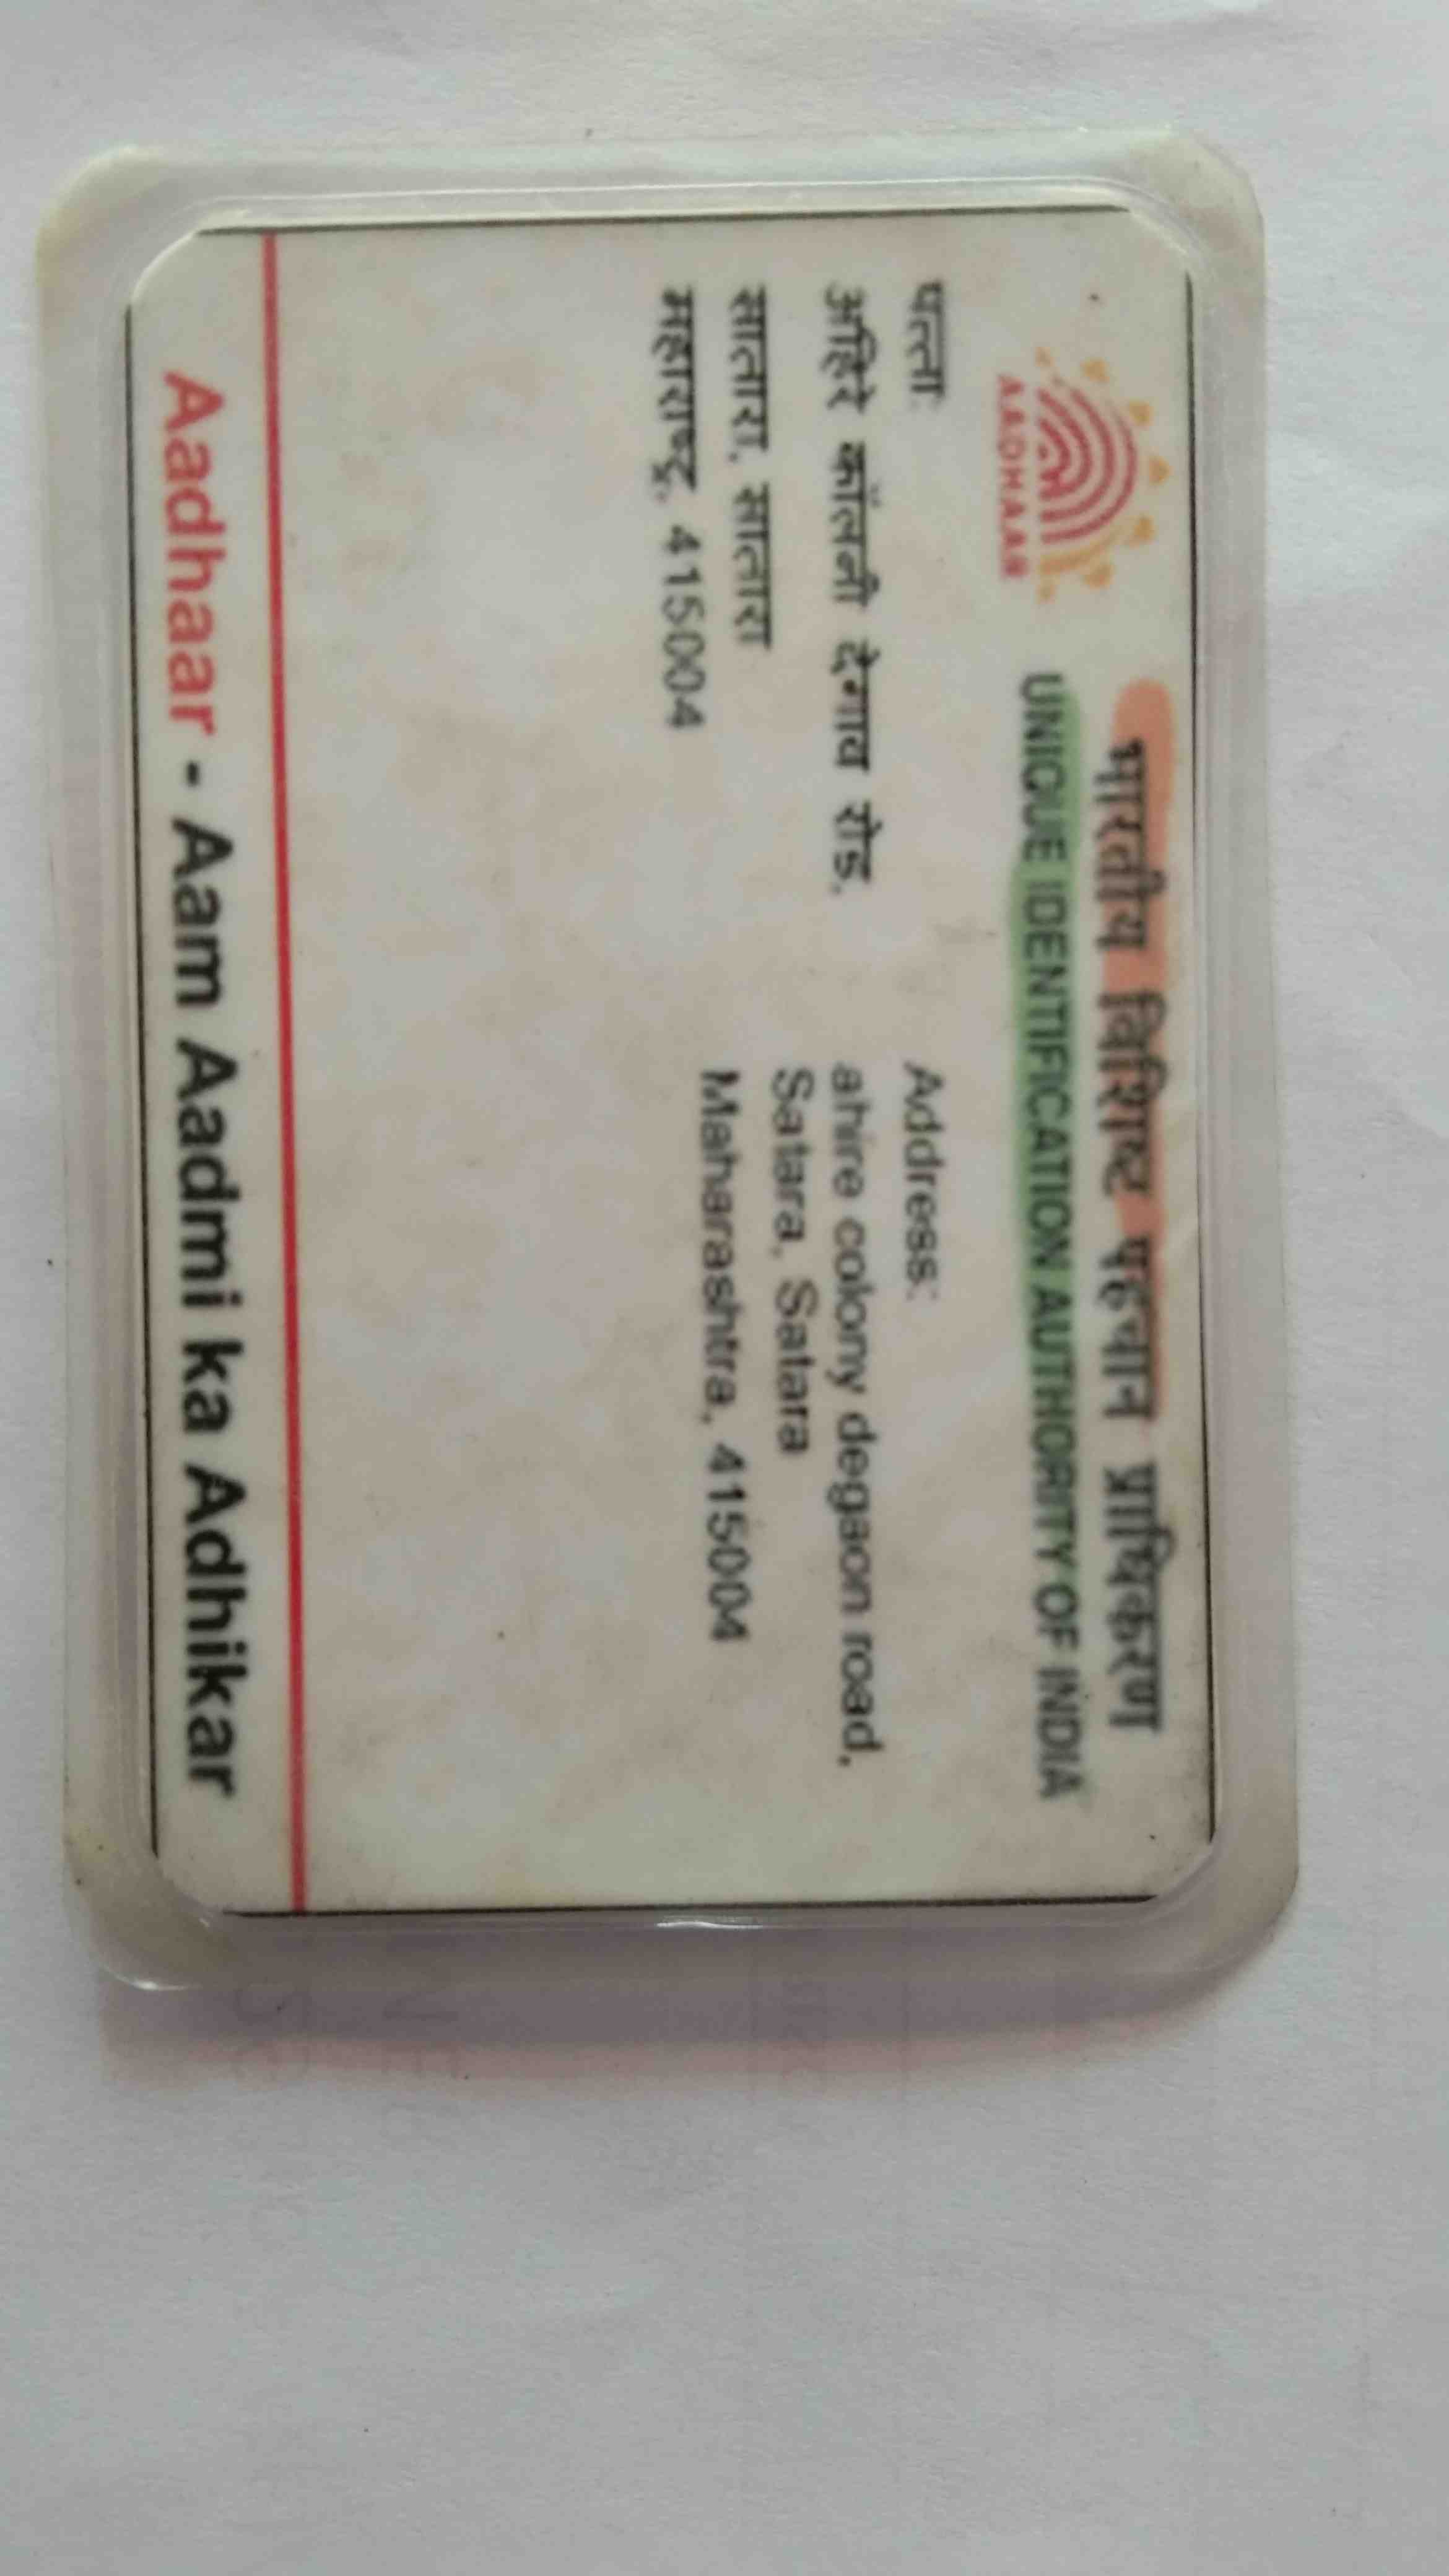 भारतीय विशिष्ट पहचान प्राधिकरण
UNIQUE IDENTIFICATION AUTHORITY OF INDIA
AADHAAR
पत्ता:
अहिरे कॉलनी देगाव रोड,
सातारा, सातारा
महाराष्ट्र, 415004
Address:
ahire colony degaon road,
Satara, Satara
Maharashtra, 415004
Aadhaar - Aam Aadmi ka Adhikar